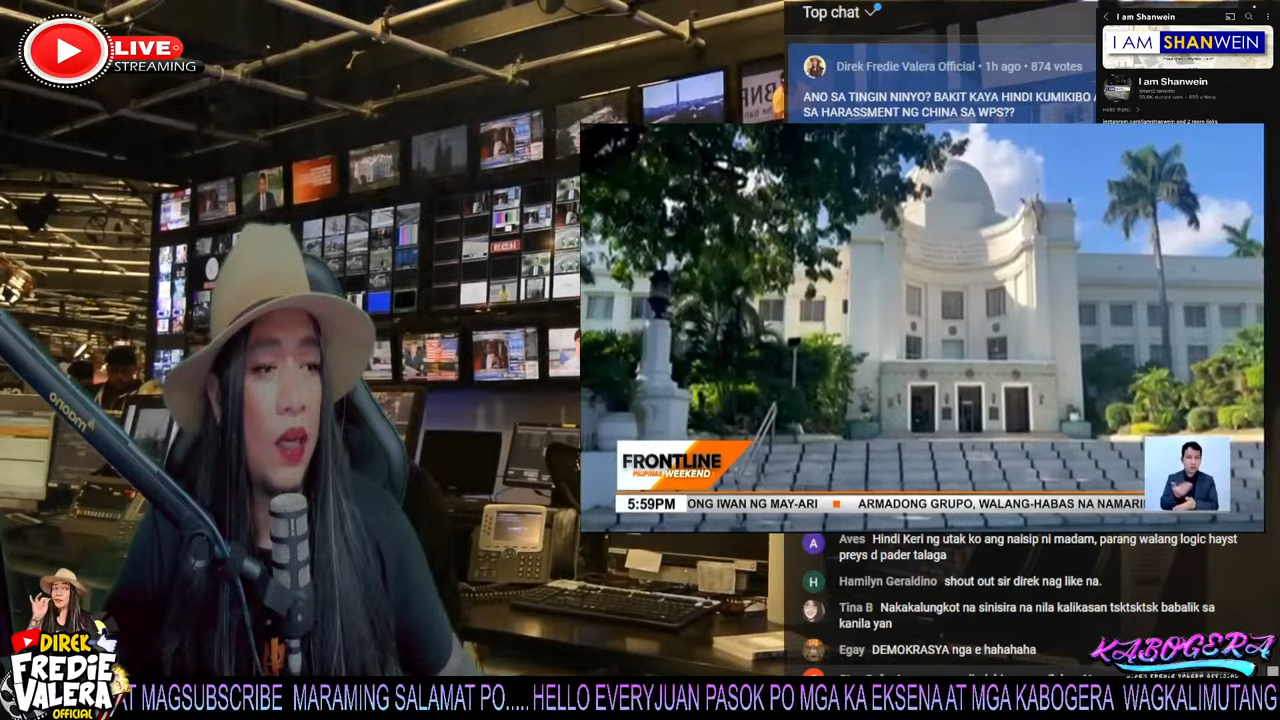 LIVE
STREAMING
Top chat
Direk Fredie Valera Official • 1h ago • 874 votes
ANO SA TINGIN NINYO? BAKIT KAYA HINDI KUMIKIBO
SA HARASSMENT NG CHINA SA WPS??
I am Shanwein
I AM SHANWEIN
I am Shanwein
maono
FRONTLINE
PILIPINAS WEEKEND
5:59PM ONG IWAN NG MAY-ARI ARMADONG GRUPO, WALANG-HABAS NA NAMARI
Aves Hindi Keri ng utak ko ang naisip ni madam, parang walang logic hayst
preys d pader talaga
Hamilyn Geraldino shout out sir direk nag like na.
Tina B Nakakalungkot na sinisira na nila kalikasan tsktsktsk babalik sa
kanila yan
Egay DEMOKRASYA nga e hahahaha
KABOGERA
DIREK
FREDIE
VALERA
OFFICIAL
AT MAGSUBSCRIBE MARAMING SALAMAT PO..... HELLO EVERYJUAN PASOK PO MGA KA EKSENA AT MGA KABOGERA WAGKALIMUTANG